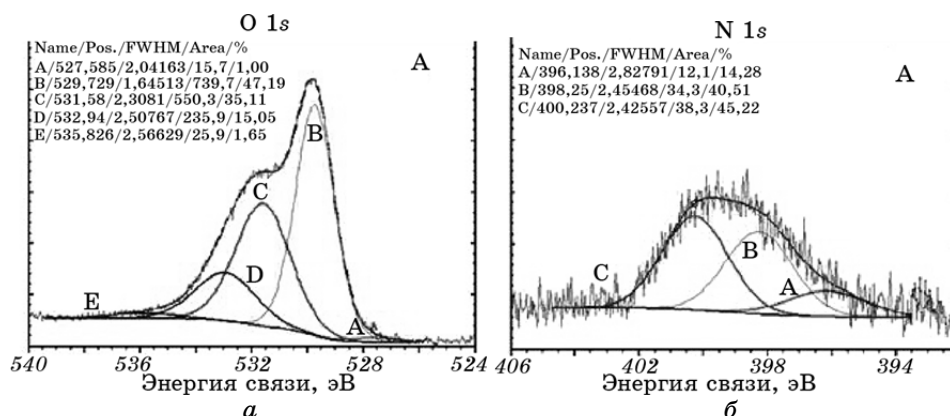 O 1s
Name/Pos./FWHM/Area/%
A/527,585/2,04163/15,7/1,00
B/529,729/1,64513/739,7/47,19
C/531,58/2,3081/550,3/35,11
D/532,94/2,50767/235,9/15,05
E/535,826/2,56629/25,9/1,65
A
B
C
D
E
A
540 536 532 528 524
Энергия связи, эВ
а
N 1s
Name/Pos./FWHM/Area/%
A/396,138/2,82791/12,1/14,28
B/398,25/2,45468/34,3/40,51
C/400,237/2,42557/38,3/45,22
A
B
C
A
406 402 398 394
Энергия связи, эВ
б